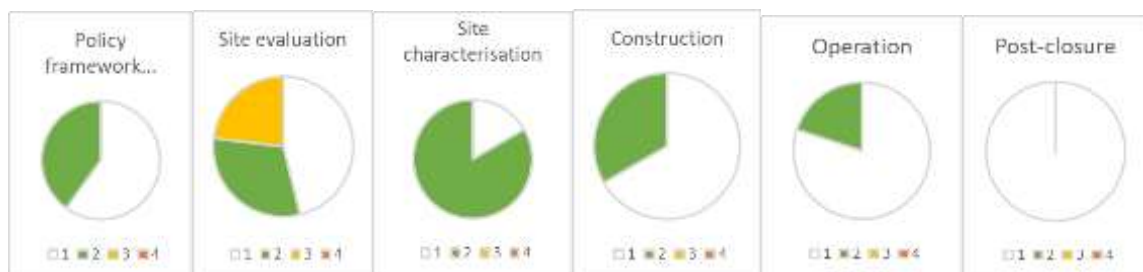 Policy
framework...
1 2 3 4
Site evaluation
1 2 3 4
Site
characterisation
1 2 3 4
Construction
1 2 3 4
Operation
1 2 3 4
Post-closure
1 2 3 4